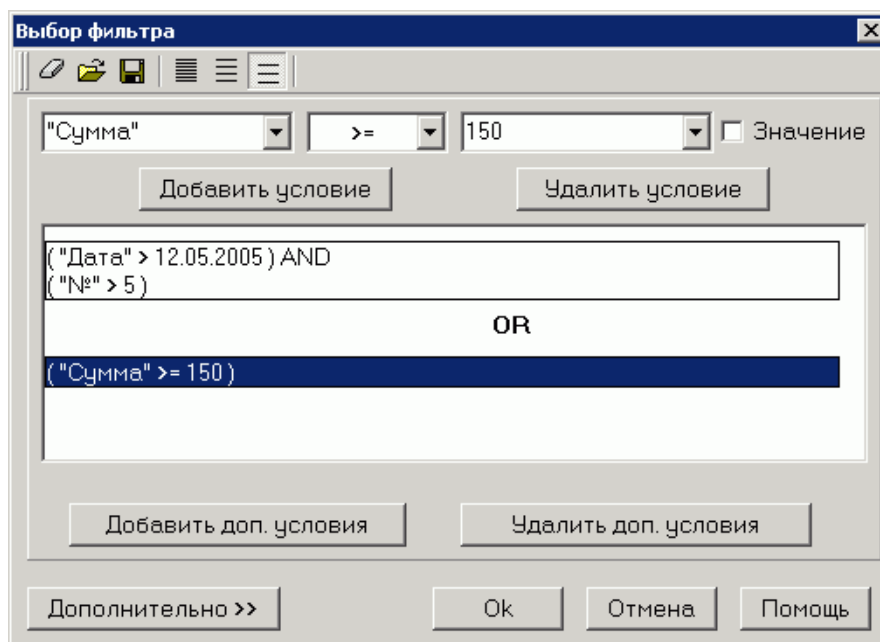 Выбор фильтра
"Сумма" >= 150 Значение
Добавить условие Удалить условие
( "Дата" > 12.05.2005 ) AND
( "№" > 5 )
OR
( "Сумма" >= 150 )
Добавить доп. условия Удалить доп. условия
Дополнительно >> Ok Отмена Помощь